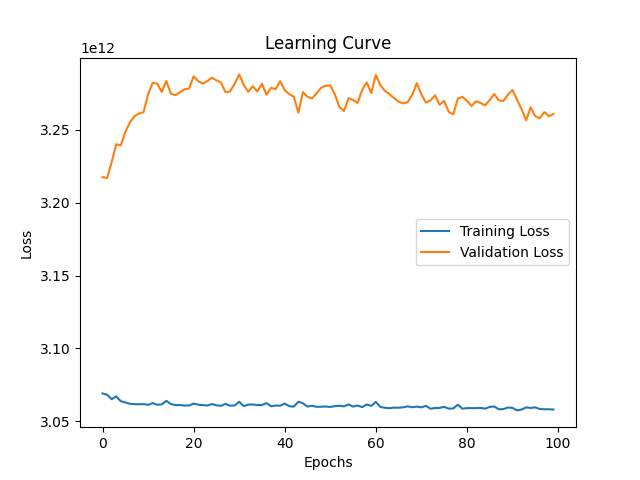 Learning Curve
1e12
3.25
3.20
3.15
3.10
3.05
Loss
Training Loss
Validation Loss
0 20 40 60 80 100
Epochs